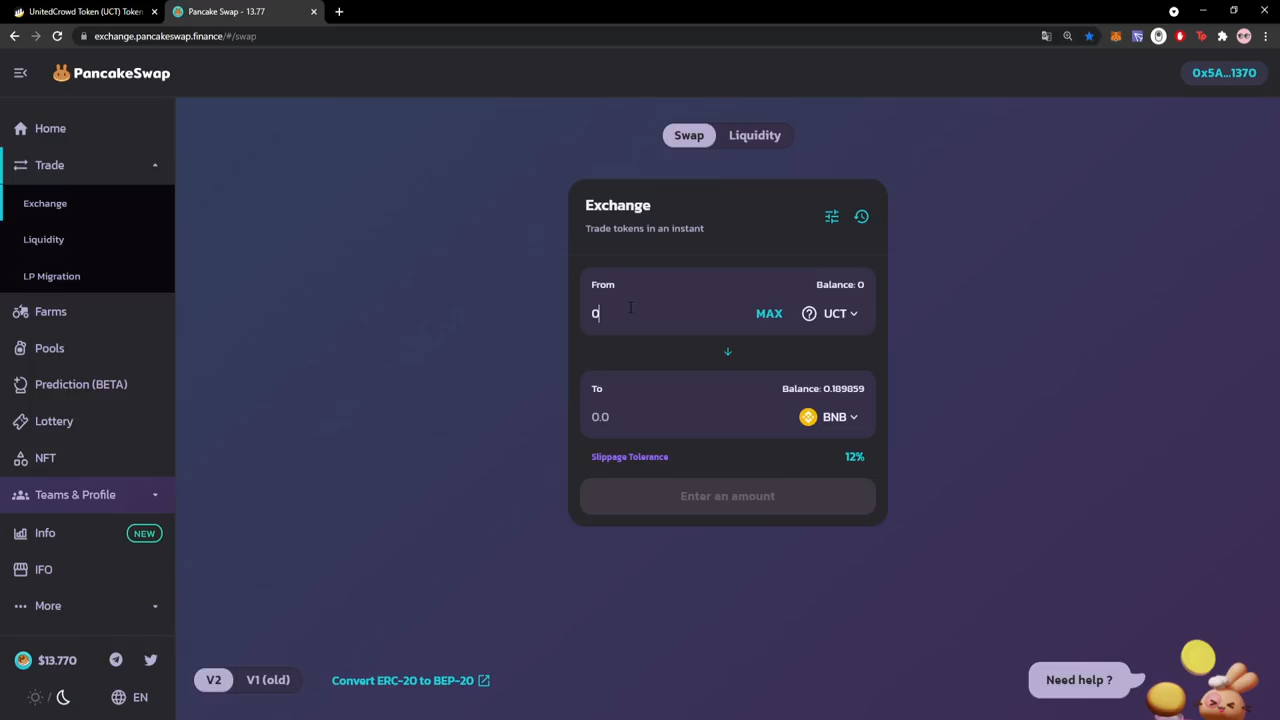 UnitedCrowd Token (UCT) Token
Pancake Swap - 13.77
exchange.pancakeswap.finance/#/swap
PancakeSwap
0x5A...1370
Home
Trade
Exchange
Liquidity
LP Migration
Farms
Pools
Prediction (BETA)
Lottery
NFT
Teams & Profile
Info
NEW
IFO
More
$13.770
EN
Swap
Liquidity
Exchange
Trade tokens in an instant
From
Balance: 0
0
MAX
UCT
To
Balance: 0.189859
0.0
BNB
Slippage Tolerance
12%
Enter an amount
V2
V1 (old)
Convert ERC-20 to BEP-20
Need help ?